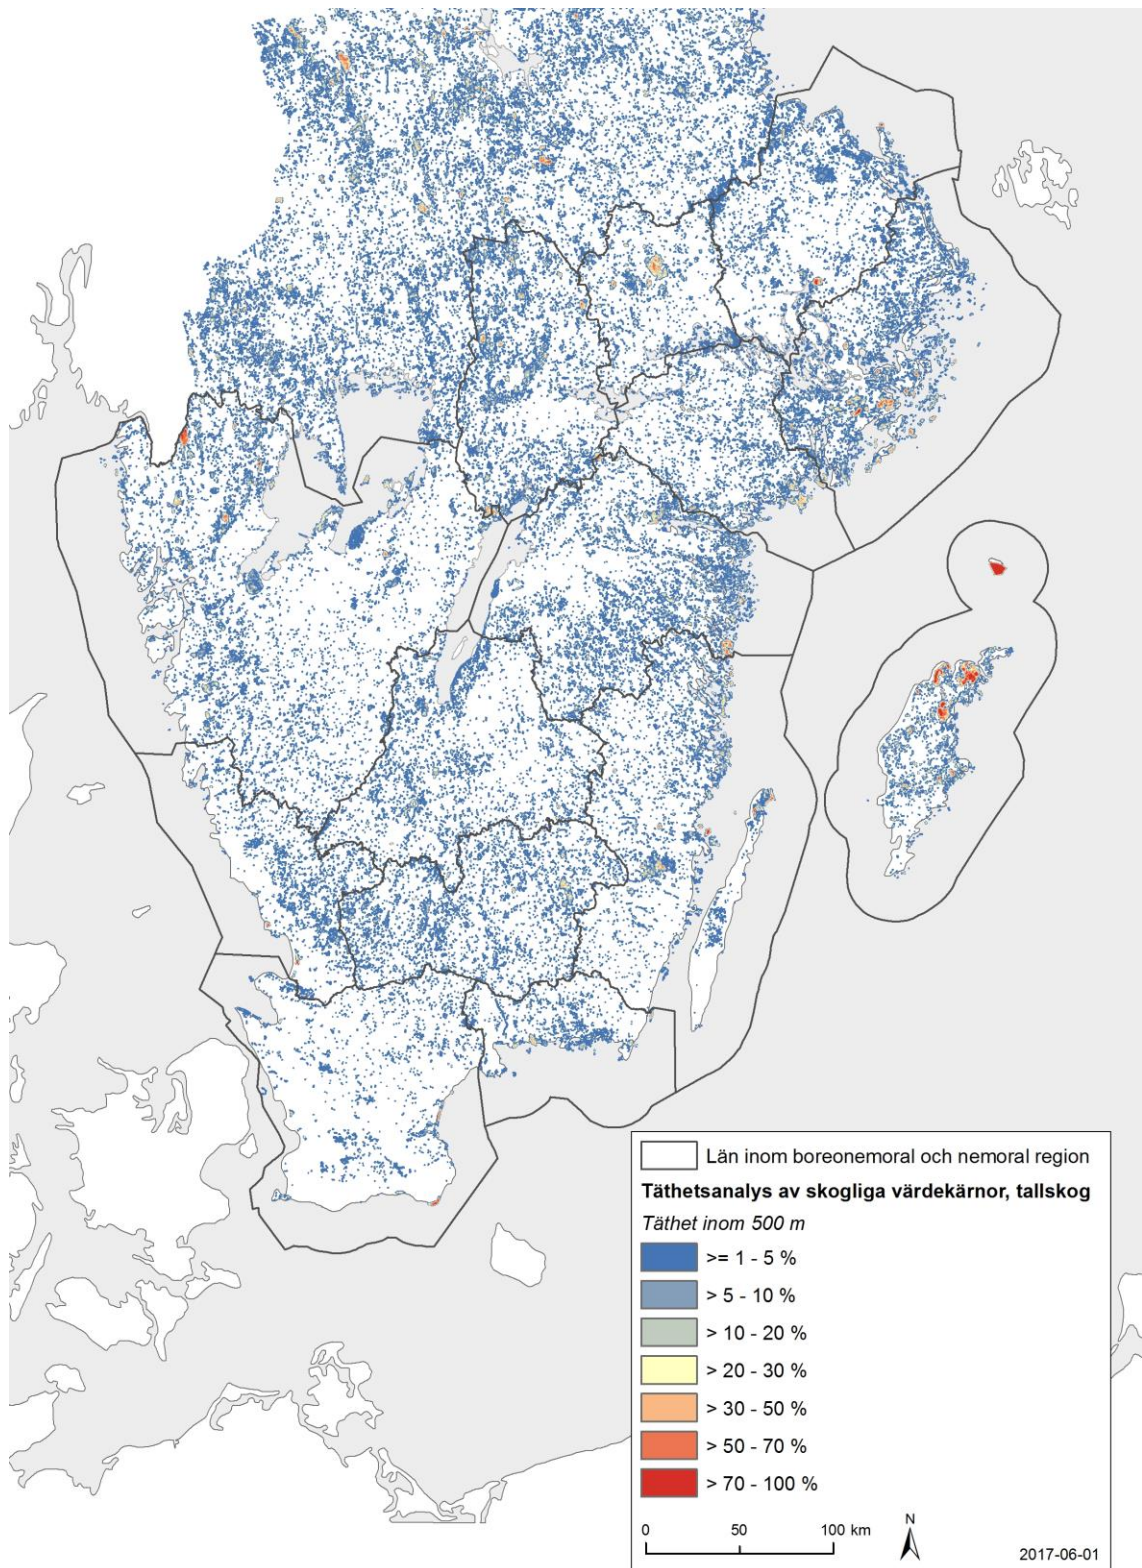 Län inom boreonemoral och nemoral region
Täthetsanalys av skogliga värdekärnor, tallskog
Täthet inom 500 m
>= 1 - 5 %
> 5 - 10 %
> 10 - 20 %
> 20 - 30 %
> 30 - 50 %
> 50 - 70 %
> 70 - 100 %
0 50 100 km
N
2017-06-01